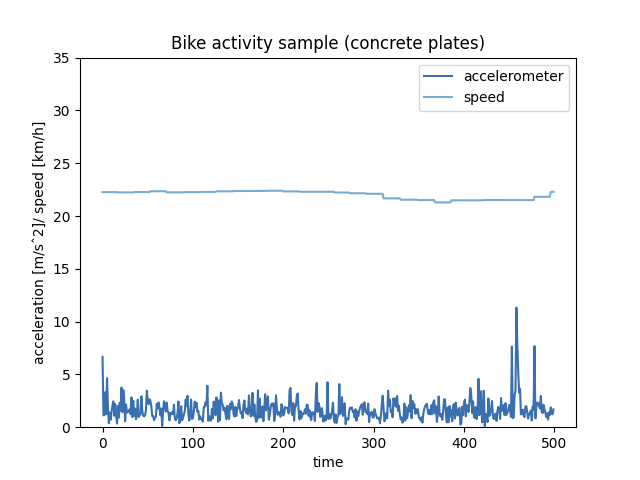 Bike activity sample (concrete plates)
accelerometer
speed
acceleration [m/s^2]/ speed [km/h]
35
30
25
20
15
10
5
0
0 100 200 300 400 500
time